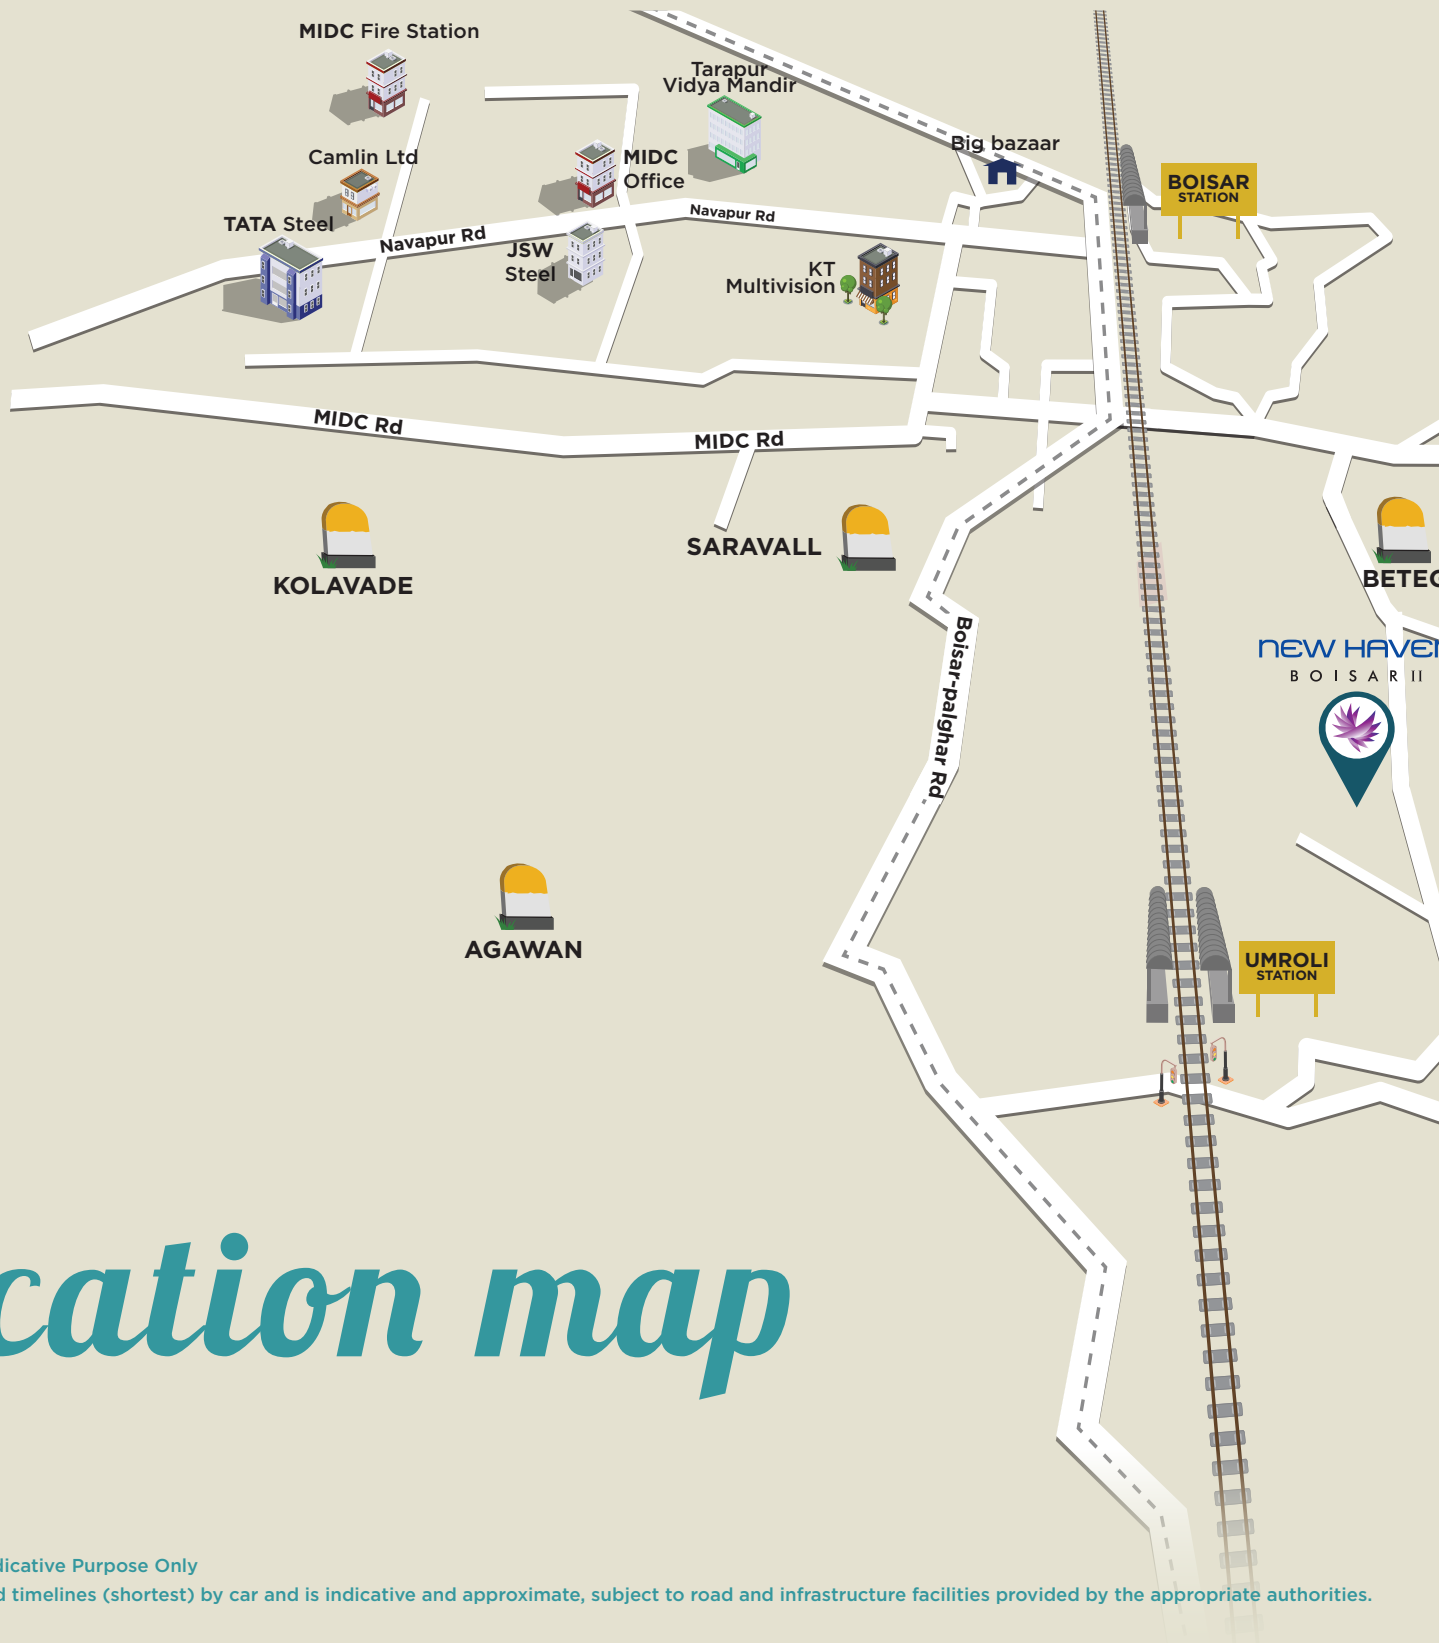 MIDC Fire Station
Tarapur
Vidya Mandir
Big bazaar
Camlin Ltd
MIDC
Office
BOISAR
STATION
TATA Steel
Navapur Rd
Navapur Rd
JSW
Steel
KT
Multivision
MIDC Rd
MIDC Rd
SARAVALL
KOLAVADE
BETEG
Boisar-palghar Rd
NEW HAVEN
BOISAR II
AGAWAN
UMROLI
STATION
cation map
dicative Purpose Only
d timelines (shortest) by car and is indicative and approximate, subject to road and infrastructure facilities provided by the appropriate authorities.